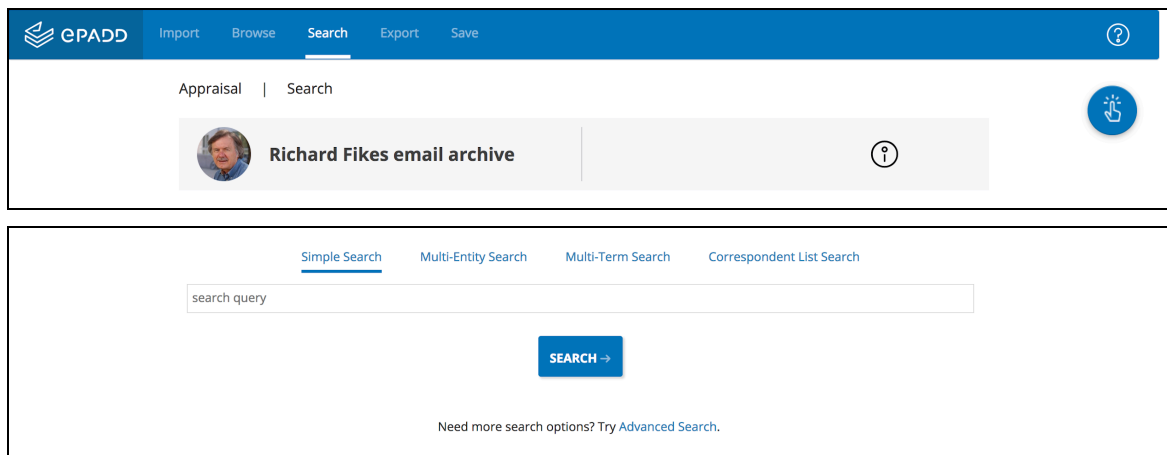 ePADD Import Browse Search Export Save
Appraisal | Search
Richard Fikes email archive
Simple Search Multi-Entity Search Multi-Term Search Correspondent List Search
search query
SEARCH →
Need more search options? Try Advanced Search.